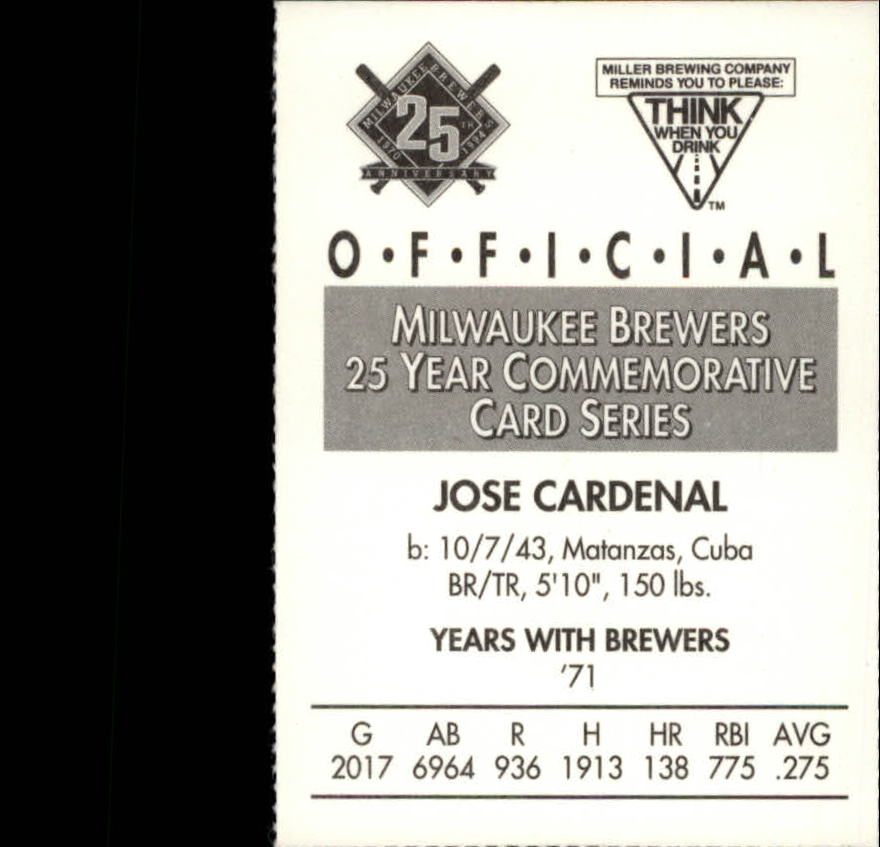 MILWAUKEE BREWERS
25TH
1970 1994
ANNIVERSARY
MILLER BREWING COMPANY
REMINDS YOU TO PLEASE:
THINK
WHEN YOU
DRINK
TM
O•F•F•I•C•I•A•L
MILWAUKEE BREWERS
25 YEAR COMMEMORATIVE
CARD SERIES
JOSE CARDENAL
b: 10/7/43, Matanzas, Cuba
BR/TR, 5'10", 150 lbs.
YEARS WITH BREWERS
'71
G AB R H HR RBI AVG
2017 6964 936 1913 138 775 .275